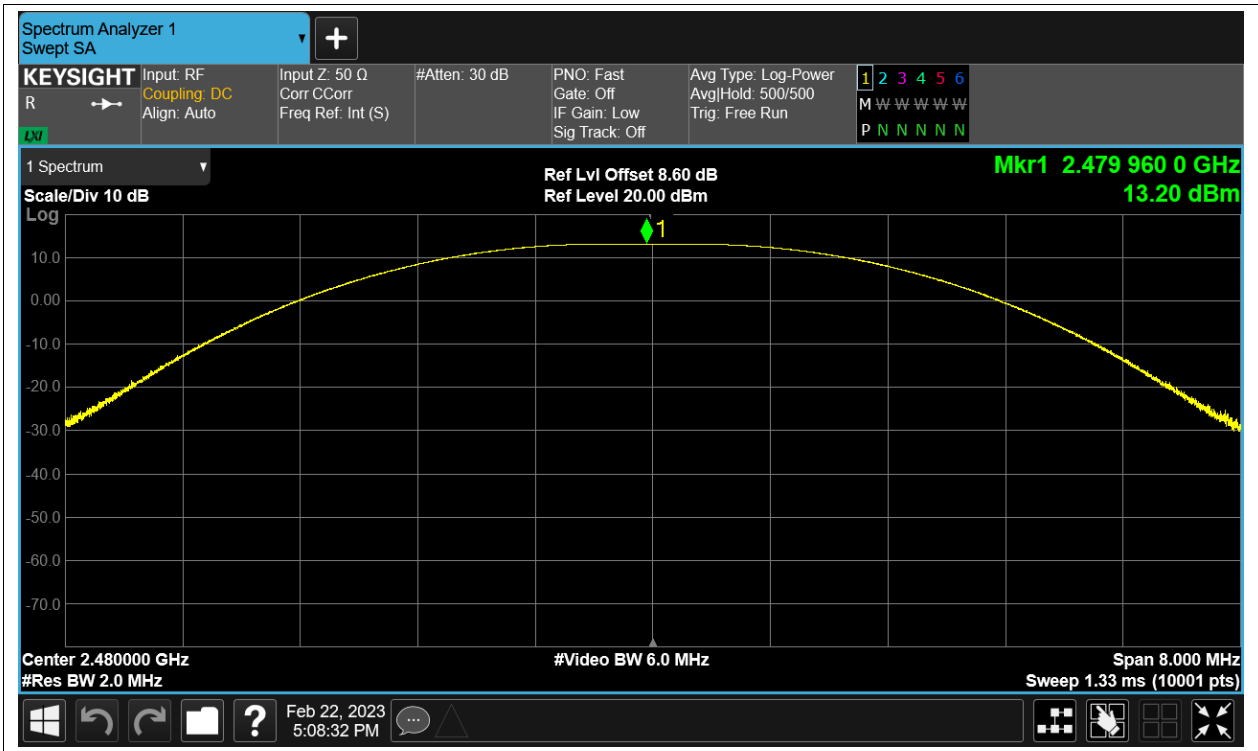 Spectrum Analyzer 1
Swept SA
KEYSIGHT
R
LXI
Input: RF
Coupling: DC
Align: Auto
Input Z: 50 Ω
Corr CCorr
Freq Ref: Int (S)
#Atten: 30 dB
PNO: Fast
Gate: Off
IF Gain: Low
Sig Track: Off
Avg Type: Log-Power
Avg|Hold: 500/500
Trig: Free Run
1 2 3 4 5 6
M W W W W W
P N N N N N
1 Spectrum
Scale/Div 10 dB
Ref Lvl Offset 8.60 dB
Ref Level 20.00 dBm
Mkr1 2.479 960 0 GHz
13.20 dBm
Log
1
10.0
0.00
-10.0
-20.0
-30.0
-40.0
-50.0
-60.0
-70.0
Center 2.480000 GHz
#Video BW 6.0 MHz
Span 8.000 MHz
#Res BW 2.0 MHz
Sweep 1.33 ms (10001 pts)
?
Feb 22, 2023
5:08:32 PM